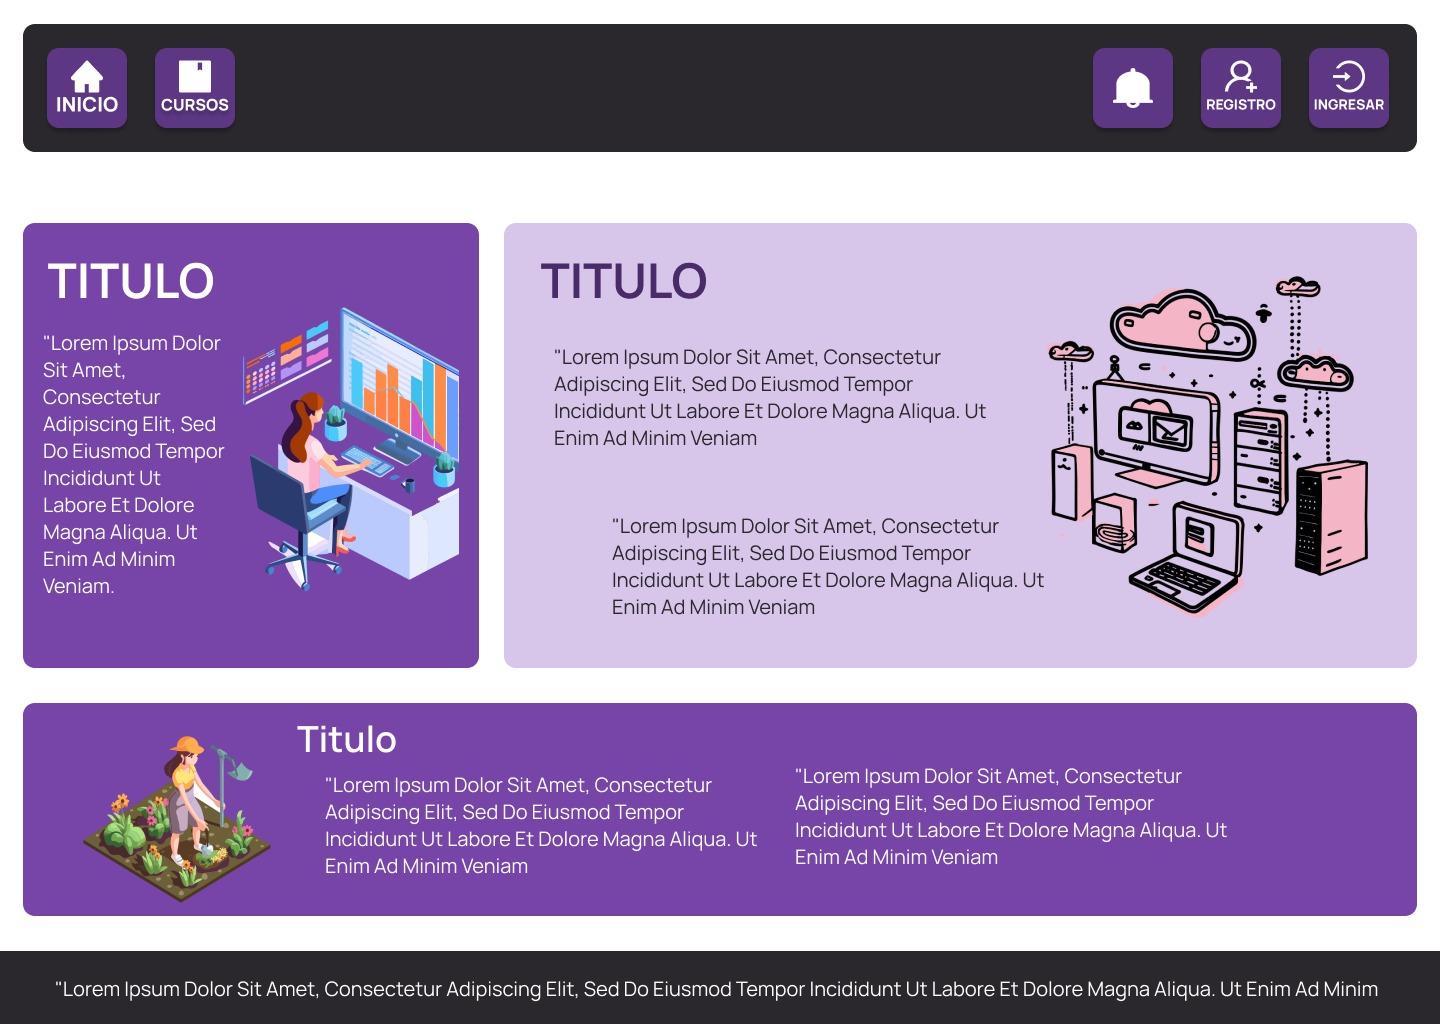 INICIO
CURSOS
REGISTRO
INGRESAR
TITULO
"Lorem Ipsum Dolor
Sit Amet,
Consectetur
Adipiscing Elit, Sed
Do Eiusmod Tempor
Incididunt Ut
Labore Et Dolore
Magna Aliqua. Ut
Enim Ad Minim
Veniam.
TITULO
"Lorem Ipsum Dolor Sit Amet, Consectetur
Adipiscing Elit, Sed Do Eiusmod Tempor
Incididunt Ut Labore Et Dolore Magna Aliqua. Ut
Enim Ad Minim Veniam
"Lorem Ipsum Dolor Sit Amet, Consectetur
Adipiscing Elit, Sed Do Eiusmod Tempor
Incididunt Ut Labore Et Dolore Magna Aliqua. Ut
Enim Ad Minim Veniam
Titulo
"Lorem Ipsum Dolor Sit Amet, Consectetur
Adipiscing Elit, Sed Do Eiusmod Tempor
Incididunt Ut Labore Et Dolore Magna Aliqua. Ut
Enim Ad Minim Veniam
"Lorem Ipsum Dolor Sit Amet, Consectetur
Adipiscing Elit, Sed Do Eiusmod Tempor
Incididunt Ut Labore Et Dolore Magna Aliqua. Ut
Enim Ad Minim Veniam
"Lorem Ipsum Dolor Sit Amet, Consectetur Adipiscing Elit, Sed Do Eiusmod Tempor Incididunt Ut Labore Et Dolore Magna Aliqua. Ut Enim Ad Minim